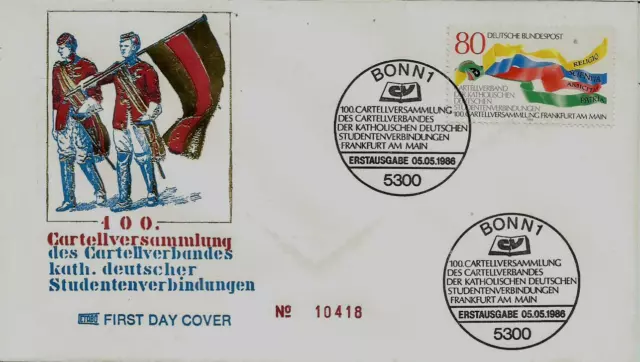 80 DEUTSCHE BUNDESPOST
RELIGIO
SCIENTIA
AMICITIA
PATRIA
CARTELLVERBAND
DER KATHOLISCHEN
DEUTSCHEN
STUDENTENVERBINDUNGEN
100.CARTELLVERSAMMLUNG FRANKFURT AM MAIN
BONN 1
CV
100.CARTELLVERSAMMLUNG
DES CARTELLVERBANDES
DER KATHOLISCHEN DEUTSCHEN
STUDENTENVERBINDUNGEN
FRANKFURT AM MAIN
ERSTAUSGABE 05.05.1986
5300
100.
Cartellversammlung
des Cartellverbandes
kath. deutscher
Studentenverbindungen
ETB&D FIRST DAY COVER
№ 10418
BONN 1
CV
100.CARTELLVERSAMMLUNG
DES CARTELLVERBANDES
DER KATHOLISCHEN DEUTSCHEN
STUDENTENVERBINDUNGEN
FRANKFURT AM MAIN
ERSTAUSGABE 05.05.1986
5300